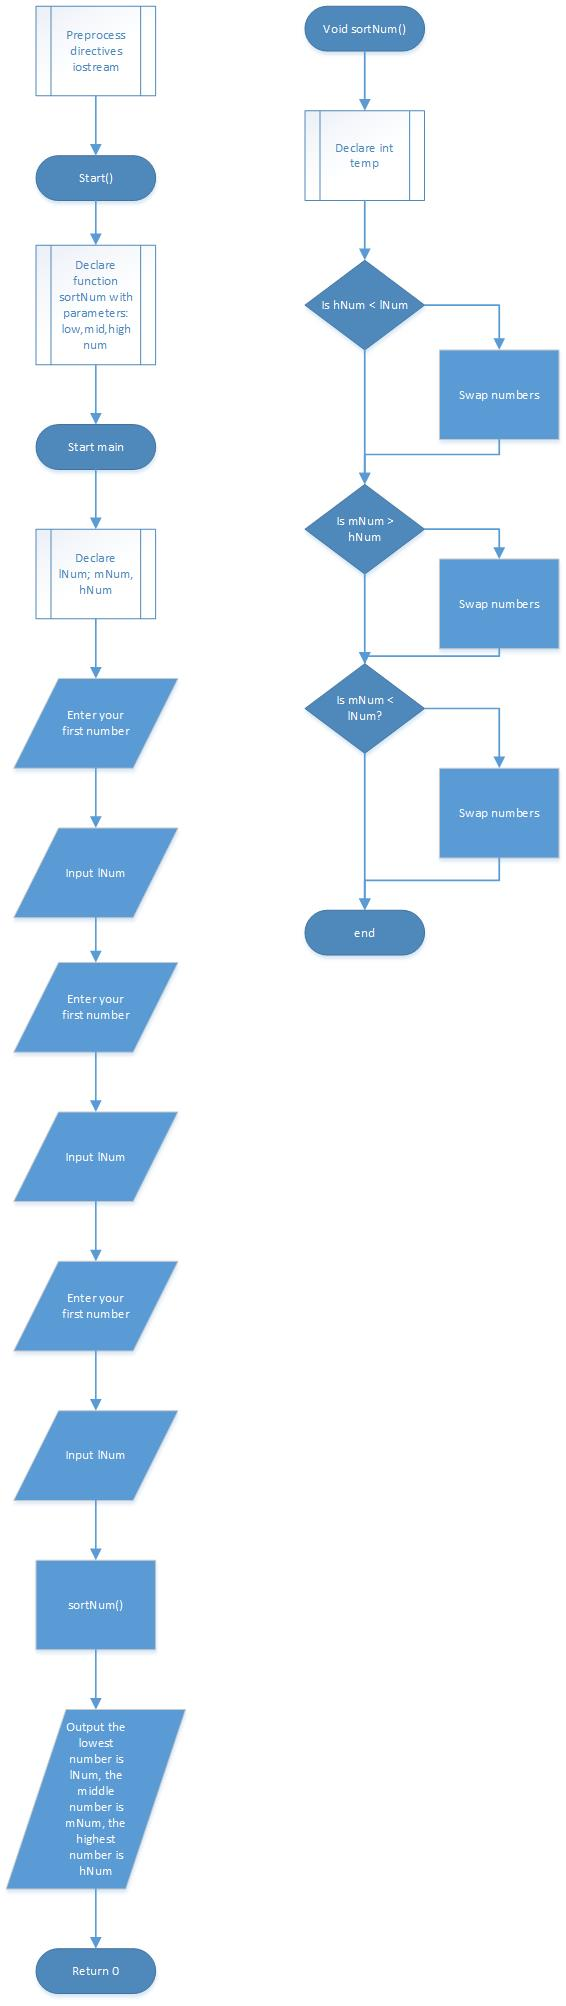 Preprocess
directives
iostream
Start()
Declare
function
sortNum with
parameters:
low,mid,high
num
Start main
Declare
lNum; mNum,
hNum
Enter your
first number
Input lNum
Enter your
first number
Input lNum
Enter your
first number
Input lNum
sortNum()
Output the
lowest
number is
lNum, the
middle
number is
mNum, the
highest
number is
hNum
Return 0
Void sortNum()
Declare int
temp
Is hNum < lNum
Swap numbers
Is mNum >
hNum
Swap numbers
Is mNum <
lNum?
Swap numbers
end